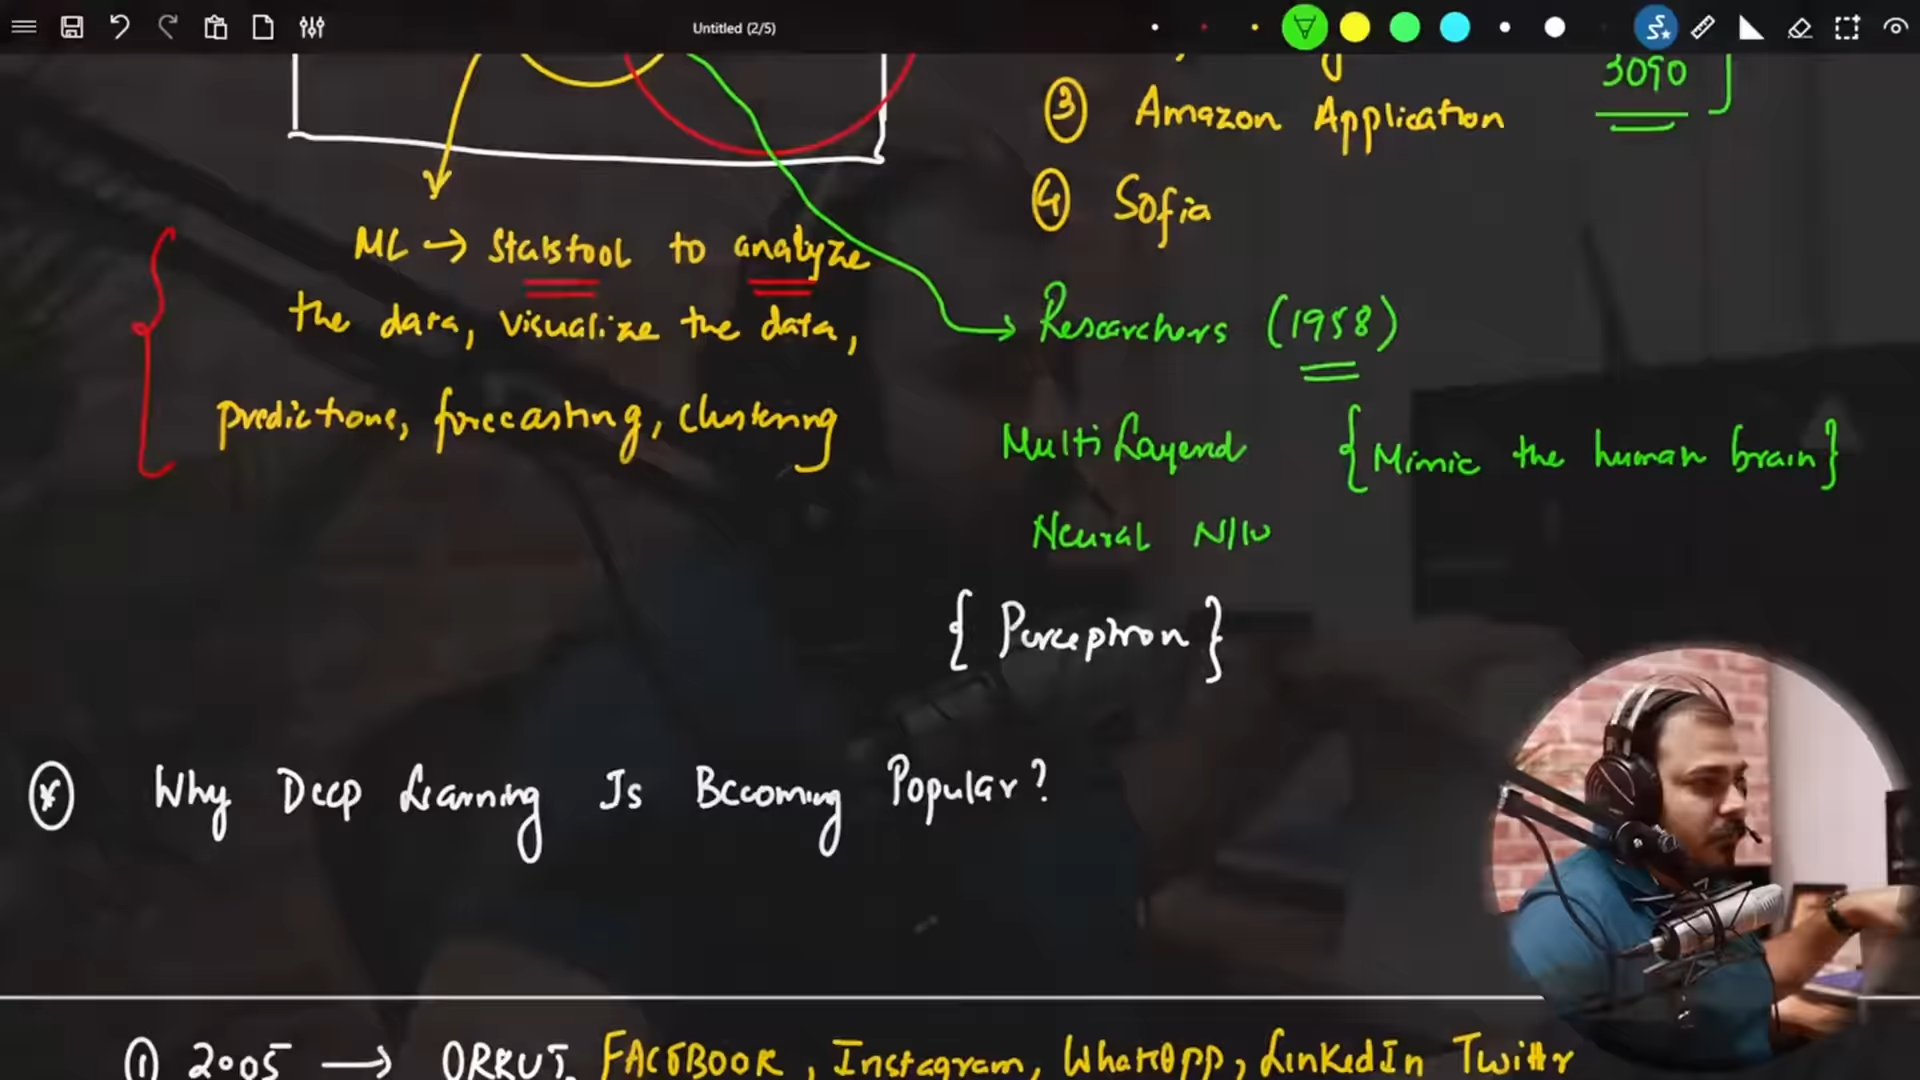 Untitled (2/5)
3090
③ Amazon Application
④ Sofia
ML → Stats tool to analyze
the data, visualize the data,
predictions, forecasting, clustering
Researchers (1958)
Multi Layered
Neural N/w
{Mimic the human brain}
{ Perceptron }
* Why Deep Learning Is Becoming Popular?
① 2005 → ORKUT, FACEBOOK, Instagram, WhatsApp, LinkedIn Twitter